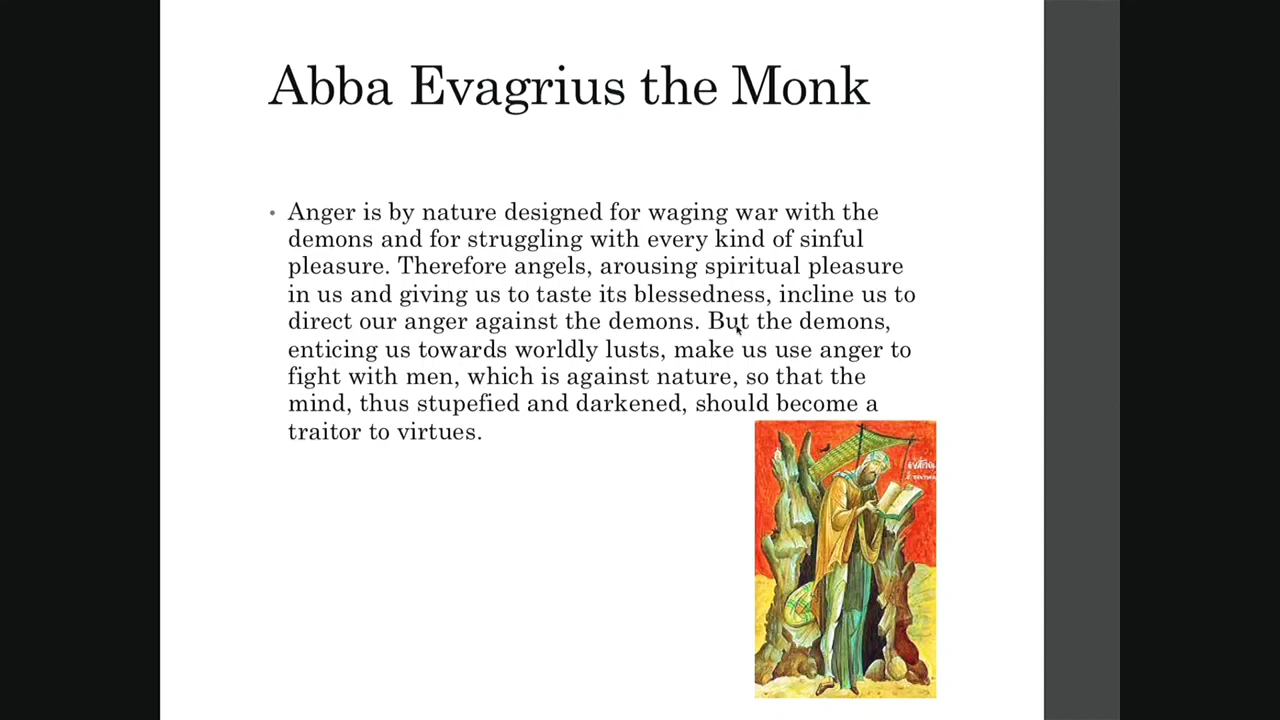 Abba Evagrius the Monk
• Anger is by nature designed for waging war with the
demons and for struggling with every kind of sinful
pleasure. Therefore angels, arousing spiritual pleasure
in us and giving us to taste its blessedness, incline us to
direct our anger against the demons. But the demons,
enticing us towards worldly lusts, make us use anger to
fight with men, which is against nature, so that the
mind, thus stupefied and darkened, should become a
traitor to virtues.